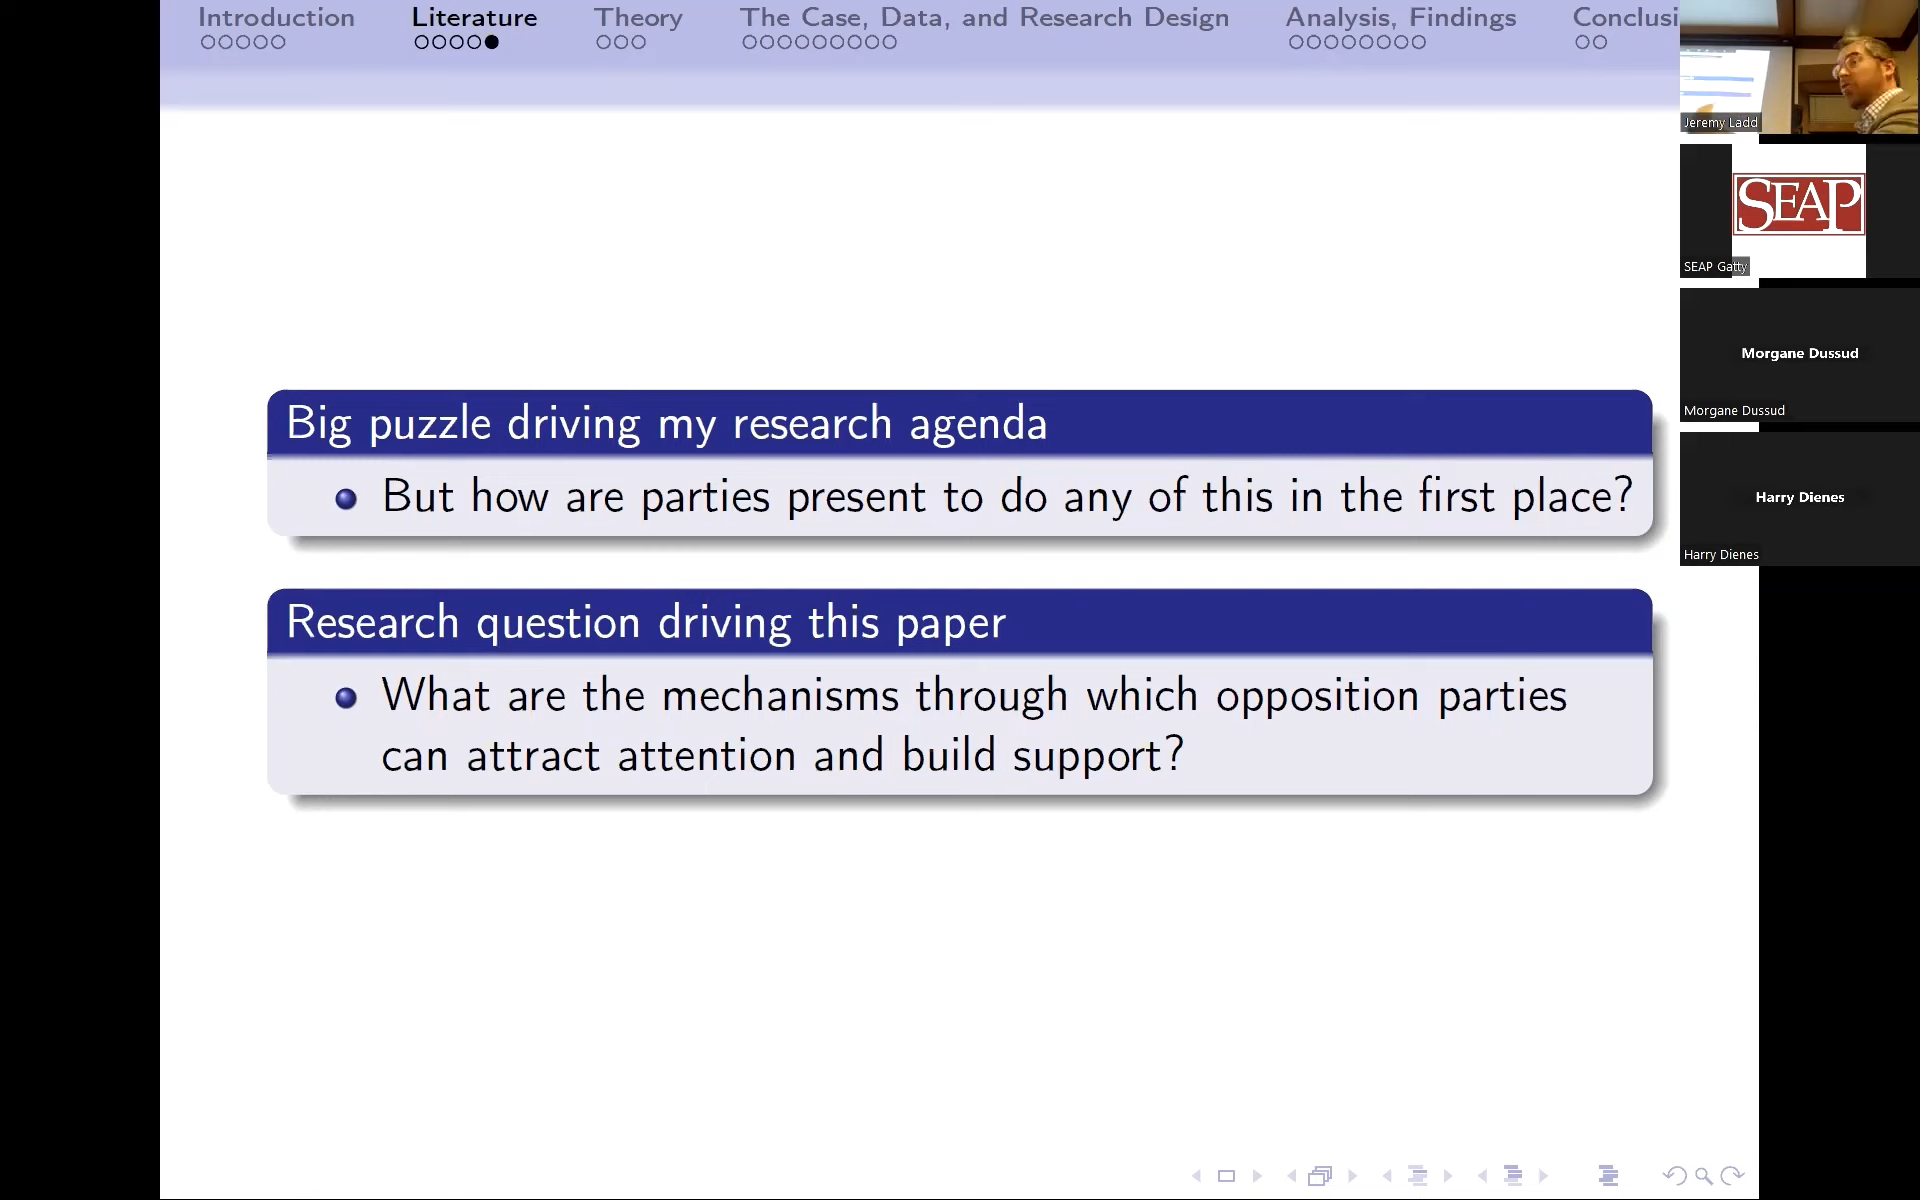 Introduction
Literature
Theory
The Case, Data, and Research Design
Analysis, Findings
Conclusi
Big puzzle driving my research agenda
But how are parties present to do any of this in the first place?
Research question driving this paper
What are the mechanisms through which opposition parties
can attract attention and build support?
Jeremy Ladd
SEAP
SEAP Gatty
Morgane Dussud
Morgane Dussud
Harry Dienes
Harry Dienes